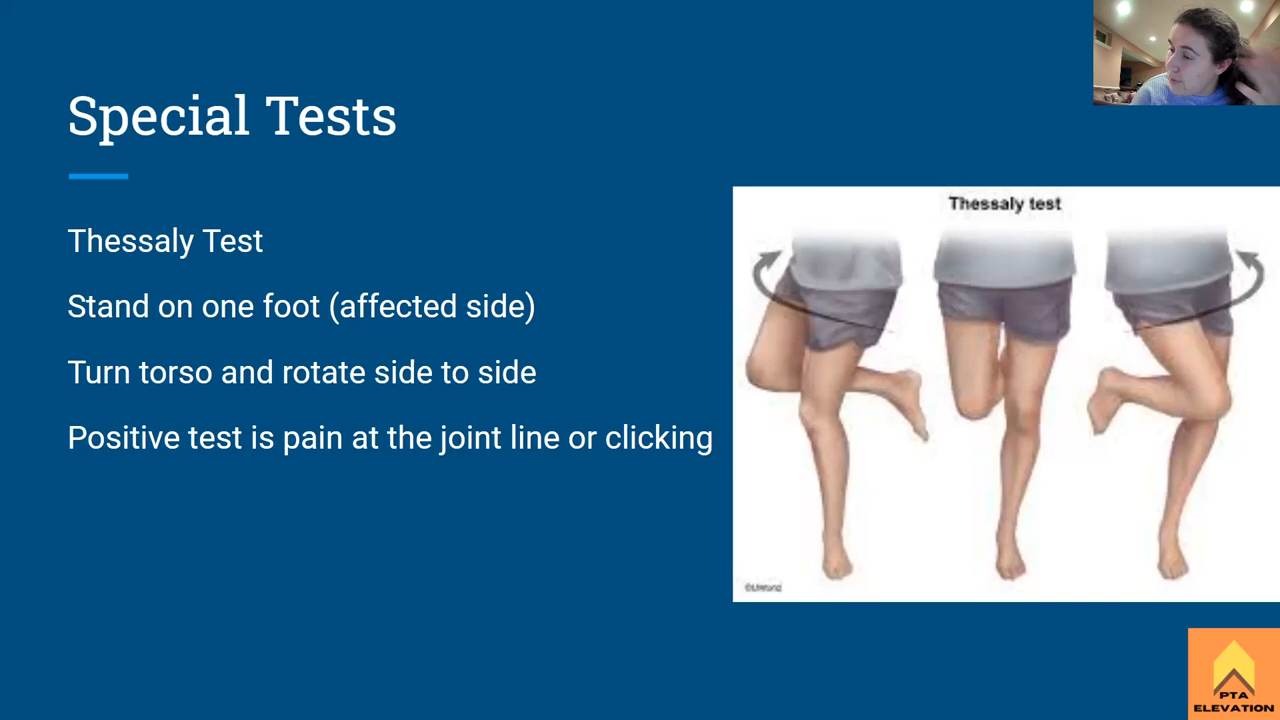 Special Tests
Thessaly Test
Stand on one foot (affected side)
Turn torso and rotate side to side
Positive test is pain at the joint line or clicking
Thessaly test
©UWorld
PTA
ELEVATION